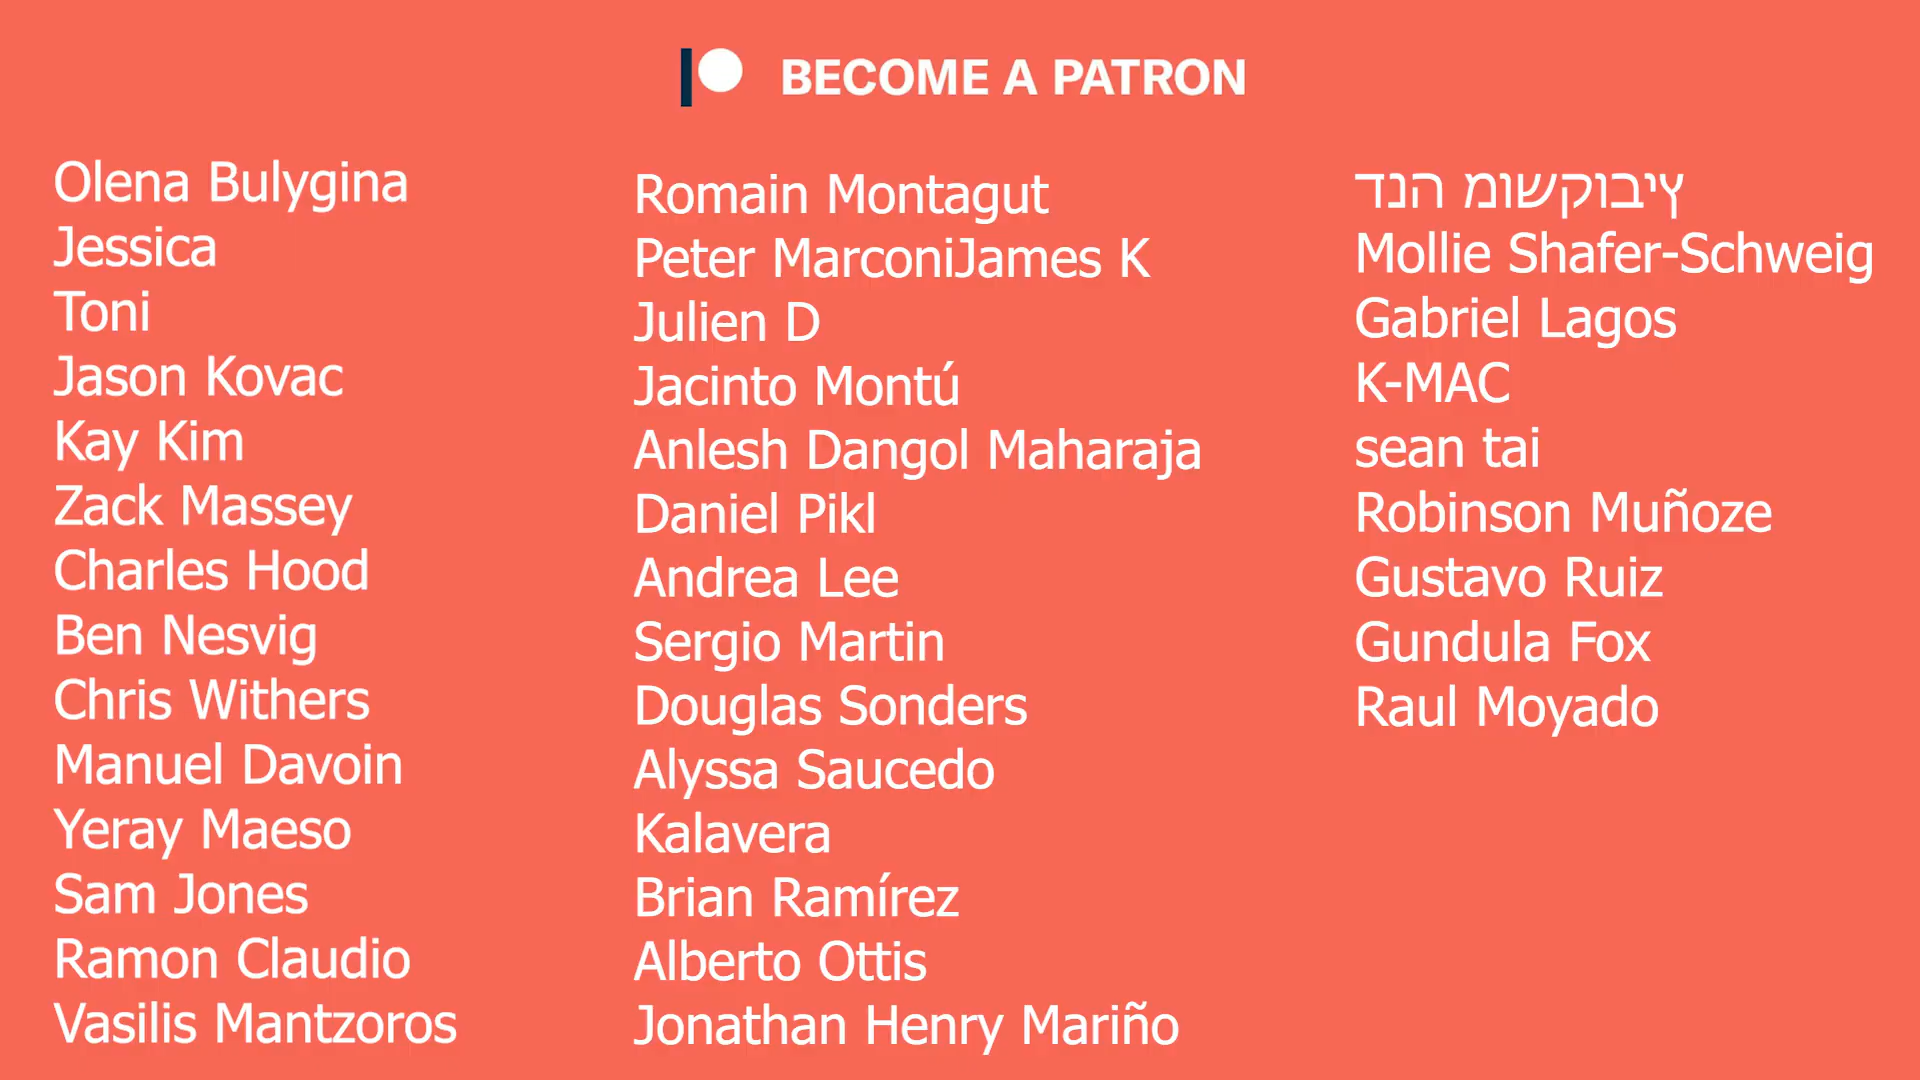 BECOME A PATRON
Olena Bulygina
Jessica
Toni
Jason Kovac
Kay Kim
Zack Massey
Charles Hood
Ben Nesvig
Chris Withers
Manuel Davoin
Yeray Maeso
Sam Jones
Ramon Claudio
Vasilis Mantzoros
Romain Montagut
Peter MarconiJames K
Julien D
Jacinto Montú
Anlesh Dangol Maharaja
Daniel Pikl
Andrea Lee
Sergio Martin
Douglas Sonders
Alyssa Saucedo
Kalavera
Brian Ramírez
Alberto Ottis
Jonathan Henry Mariño
דנה מושקוביץ
Mollie Shafer-Schweig
Gabriel Lagos
K-MAC
sean tai
Robinson Muñoze
Gustavo Ruiz
Gundula Fox
Raul Moyado